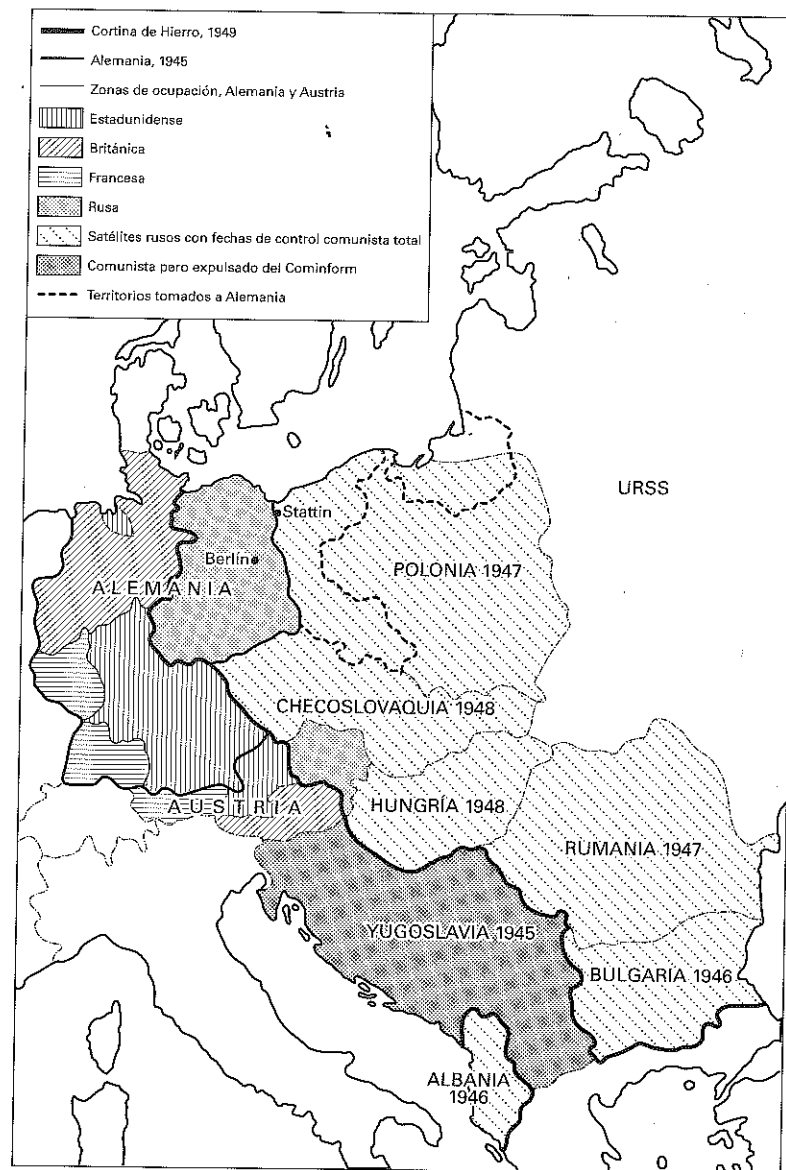 Cortina de Hierro, 1949
Alemania, 1945
Zonas de ocupación, Alemania y Austria
Estadunidense
Británica
Francesa
Rusa
Satélites rusos con fechas de control comunista total
Comunista pero expulsado del Cominform
Territorios tomados a Alemania
URSS
Stattin
Berlín
POLONIA 1947
ALEMANIA
CHECOSLOVAQUIA 1948
AUSTRIA
HUNGRÍA 1948
RUMANIA 1947
YUGOSLAVIA 1945
BULGARIA 1946
ALBANIA
1946